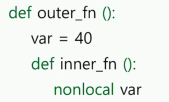 def outer_fn ():
    var = 40
    def inner_fn ():
        nonlocal var